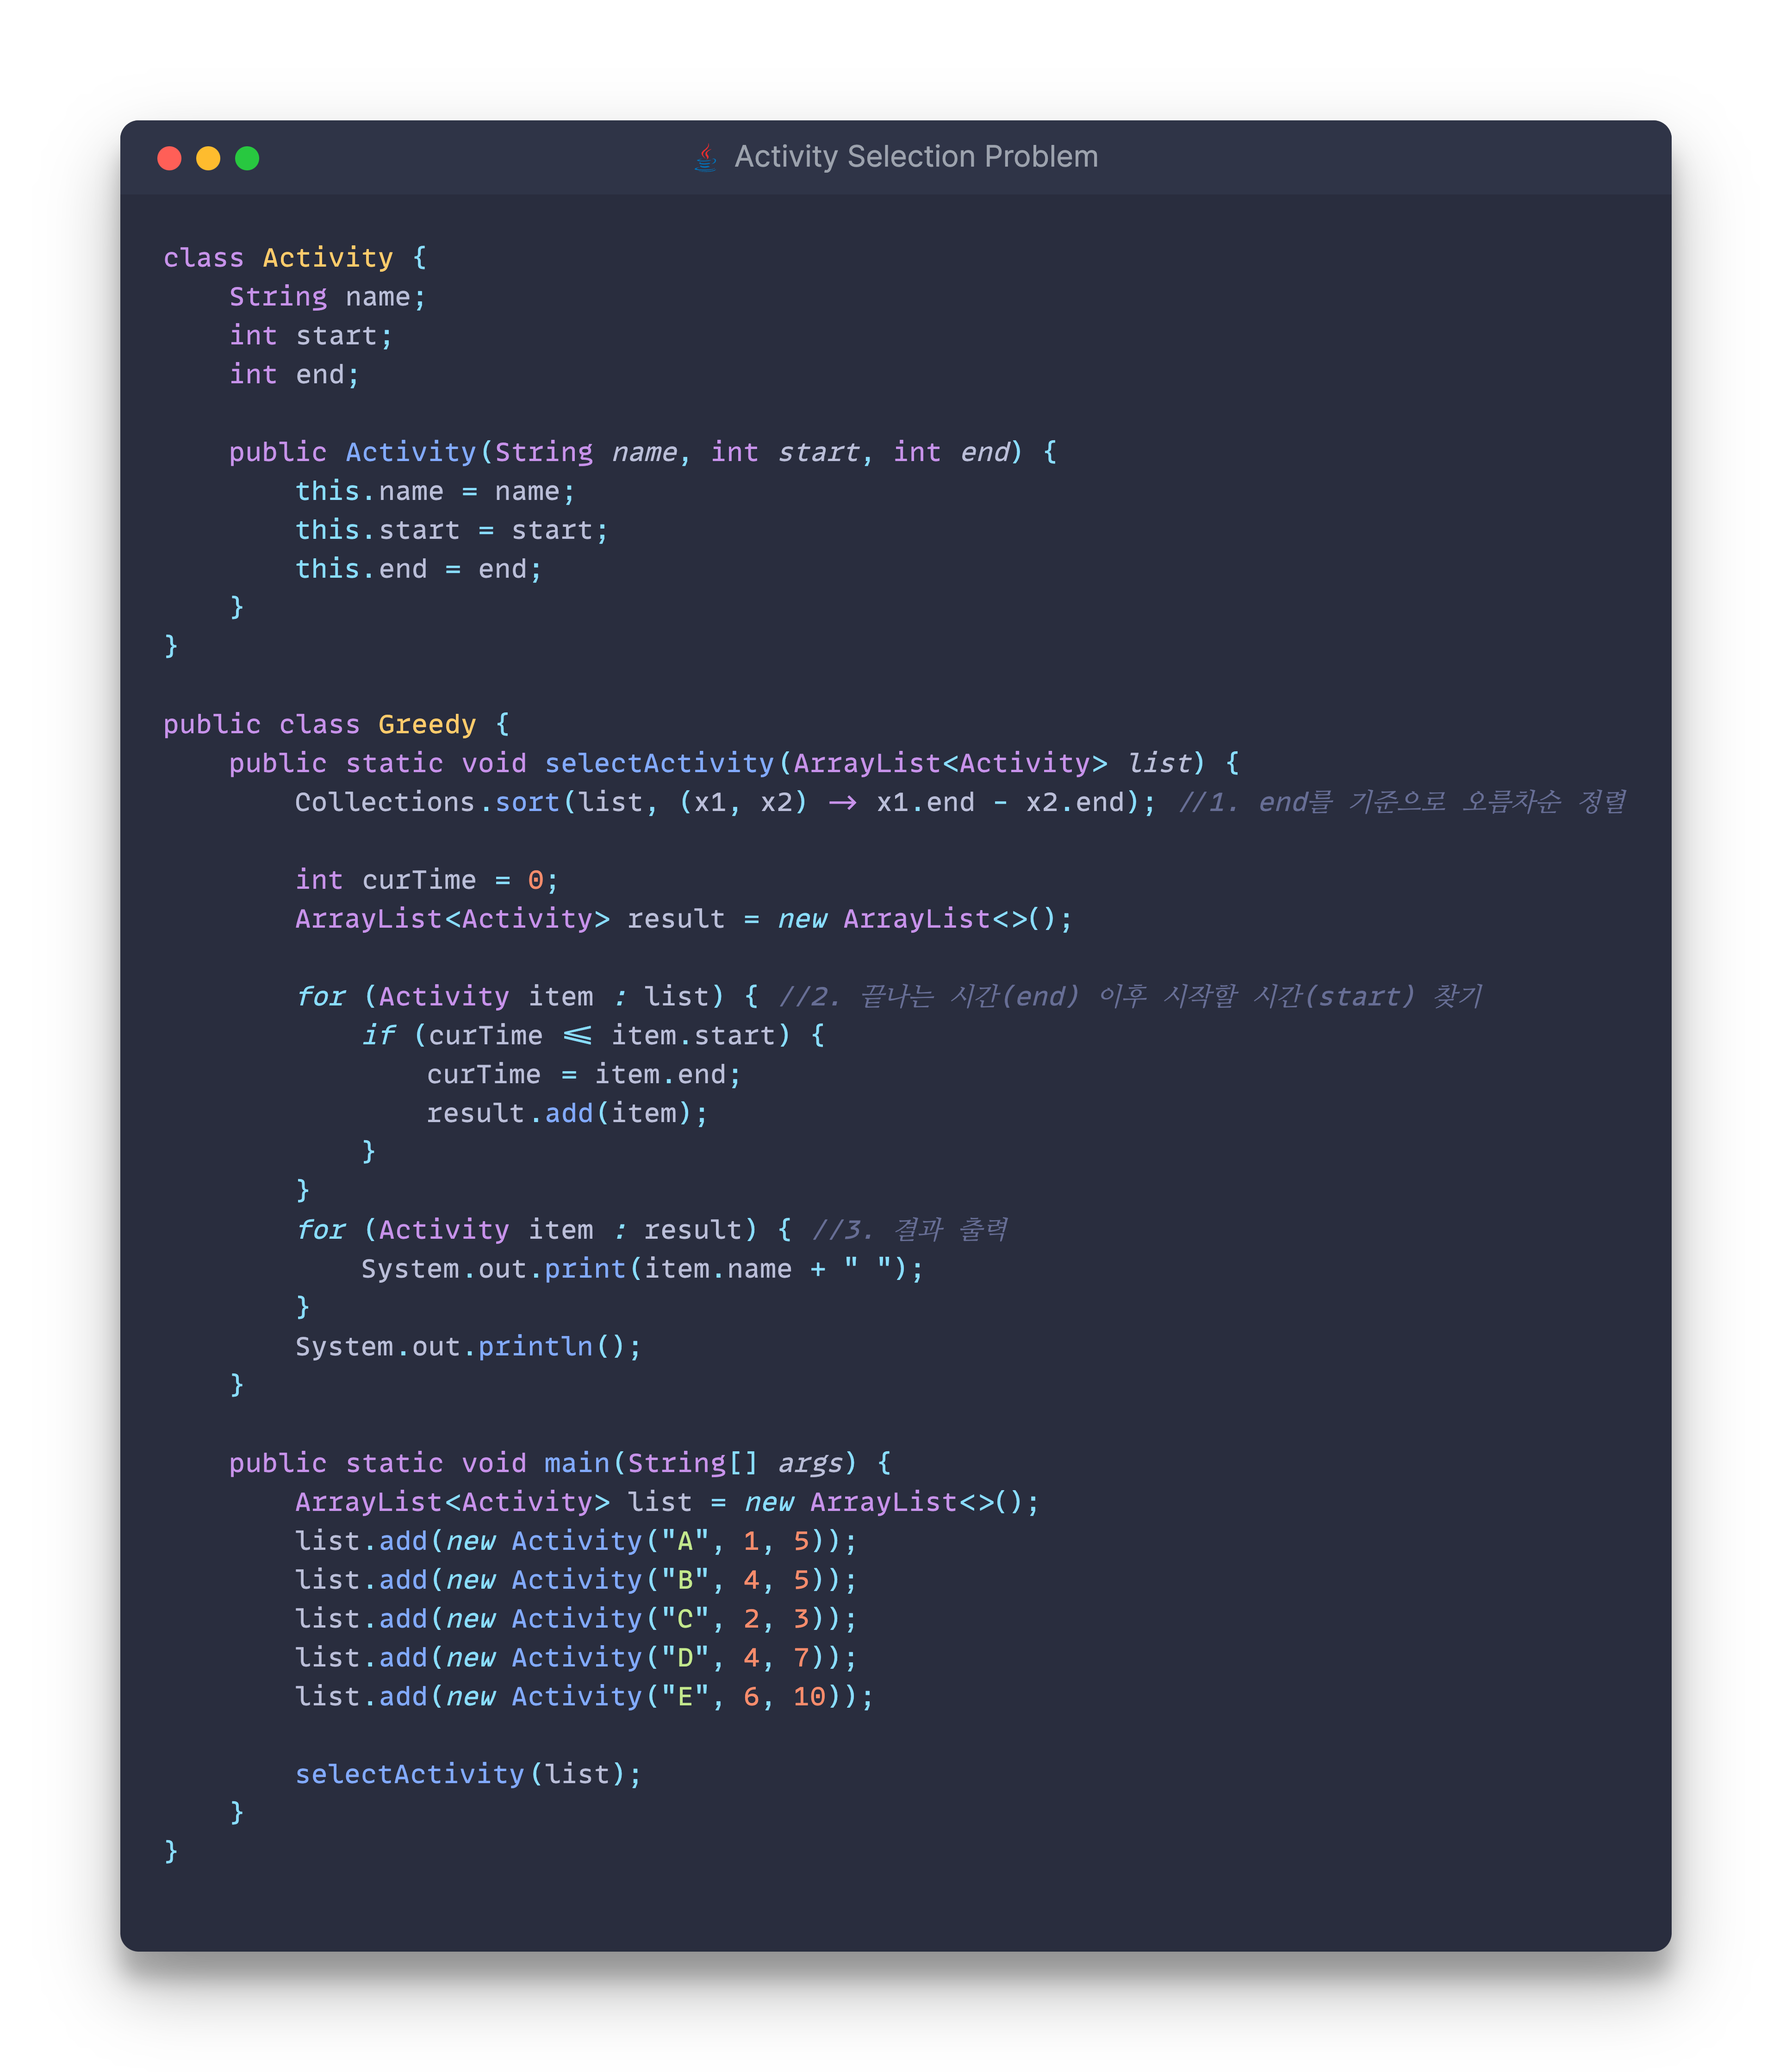 Activity Selection Problem
class Activity {
    String name;
    int start;
    int end;
    public Activity(String name, int start, int end) {
        this.name = name;
        this.start = start;
        this.end = end;
    }
}
public class Greedy {
    public static void selectActivity(ArrayList<Activity> list) {
        Collections.sort(list, (x1, x2) -> x1.end - x2.end); //1. end를 기준으로 오름차순 정렬
        int curTime = 0;
        ArrayList<Activity> result = new ArrayList<>();
        for (Activity item : list) { //2. 끝나는 시간(end) 이후 시작할 시간(start) 찾기
            if (curTime <= item.start) {
                curTime = item.end;
                result.add(item);
            }
        }
        for (Activity item : result) { //3. 결과 출력
            System.out.print(item.name + " ");
        }
        System.out.println();
    }
    public static void main(String[] args) {
        ArrayList<Activity> list = new ArrayList<>();
        list.add(new Activity("A", 1, 5));
        list.add(new Activity("B", 4, 5));
        list.add(new Activity("C", 2, 3));
        list.add(new Activity("D", 4, 7));
        list.add(new Activity("E", 6, 10));
        selectActivity(list);
    }
}